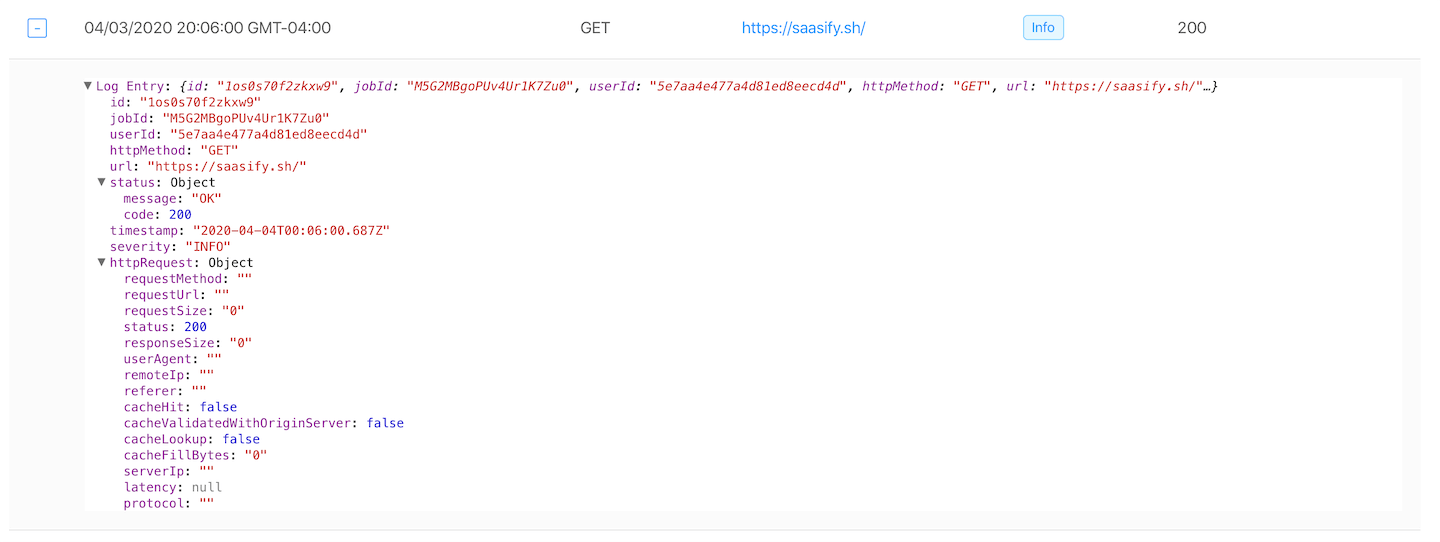 - 04/03/2020 20:06:00 GMT-04:00 GET https://saasify.sh/ Info 200
▼ Log Entry: {id: "1os0s70f2zkxw9", jobId: "M5G2MBgoPUv4Ur1K7Zu0", userId: "5e7aa4e477a4d81ed8eecd4d", httpMethod: "GET", url: "https://saasify.sh/"…}
id: "1os0s70f2zkxw9"
jobId: "M5G2MBgoPUv4Ur1K7Zu0"
userId: "5e7aa4e477a4d81ed8eecd4d"
httpMethod: "GET"
url: "https://saasify.sh/"
▼ status: Object
message: "OK"
code: 200
timestamp: "2020-04-04T00:06:00.687Z"
severity: "INFO"
▼ httpRequest: Object
requestMethod: ""
requestUrl: ""
requestSize: "0"
status: 200
responseSize: "0"
userAgent: ""
remoteIp: ""
referer: ""
cacheHit: false
cacheValidatedWithOriginServer: false
cacheLookup: false
cacheFillBytes: "0"
serverIp: ""
latency: null
protocol: ""